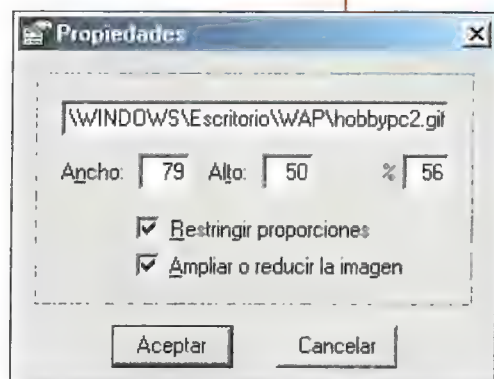 Propiedades
\WINDOWS\Escritorio\WAP\hobbypc2.gif
Ancho: 79 Alto: 50 % 56
Restringir proporciones
Ampliar o reducir la imagen
Aceptar Cancelar